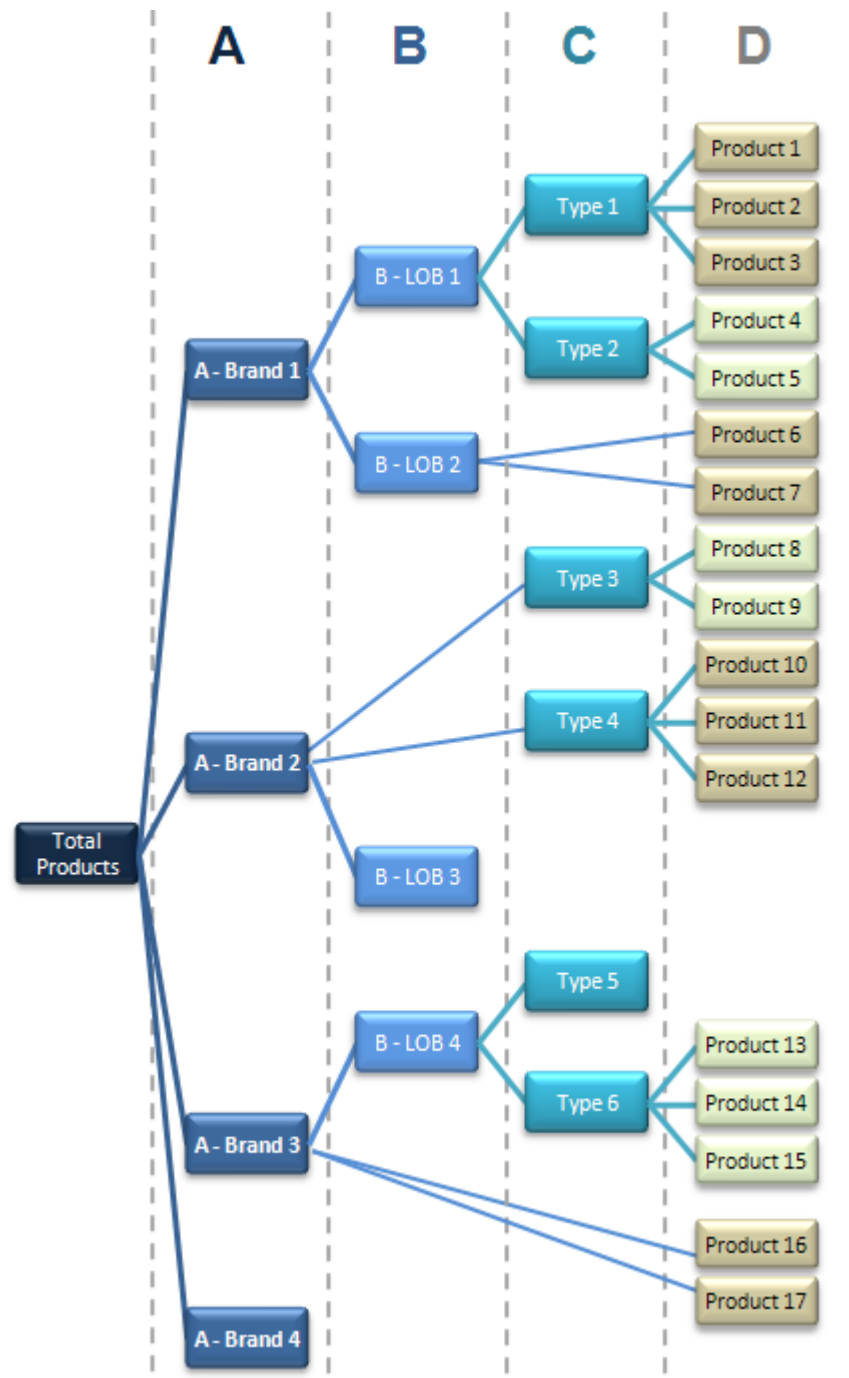 A
B
C
D
Product 1
Type 1
Product 2
Product 3
B - LOB 1
Product 4
Type 2
A - Brand 1
Product 5
Product 6
B - LOB 2
Product 7
Product 8
Type 3
Product 9
Product 10
Type 4
Product 11
A - Brand 2
Product 12
Total
Products
B - LOB 3
Type 5
B - LOB 4
Product 13
Type 6
Product 14
A - Brand 3
Product 15
Product 16
Product 17
A - Brand 4